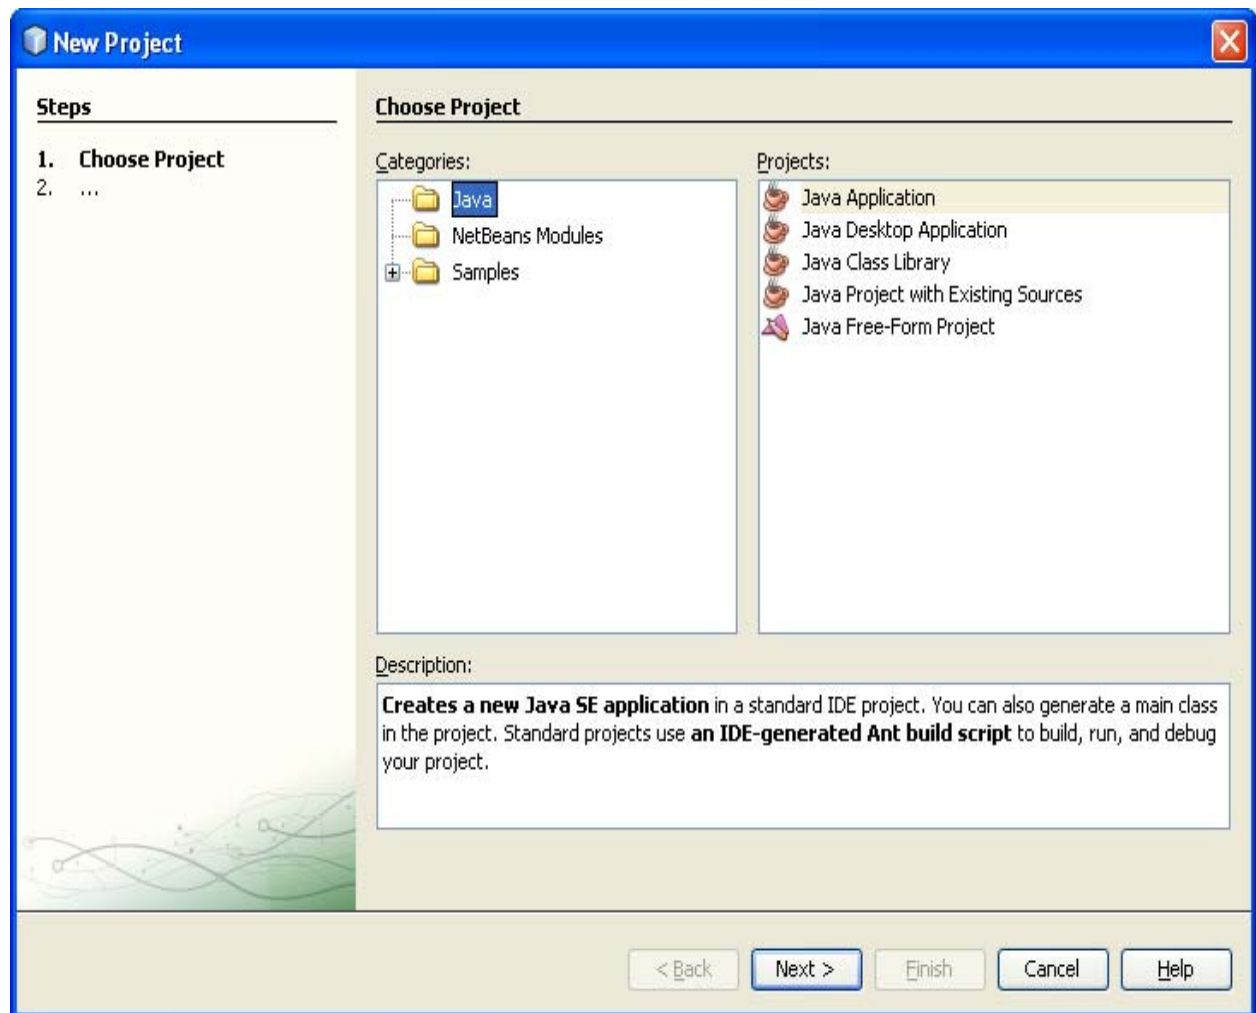 New Project
Steps
1. Choose Project
2. ...
Choose Project
Categories:
Java
NetBeans Modules
Samples
Projects:
Java Application
Java Desktop Application
Java Class Library
Java Project with Existing Sources
Java Free-Form Project
Description:
Creates a new Java SE application in a standard IDE project. You can also generate a main class
in the project. Standard projects use an IDE-generated Ant build script to build, run, and debug
your project.
< Back
Next >
Finish
Cancel
Help